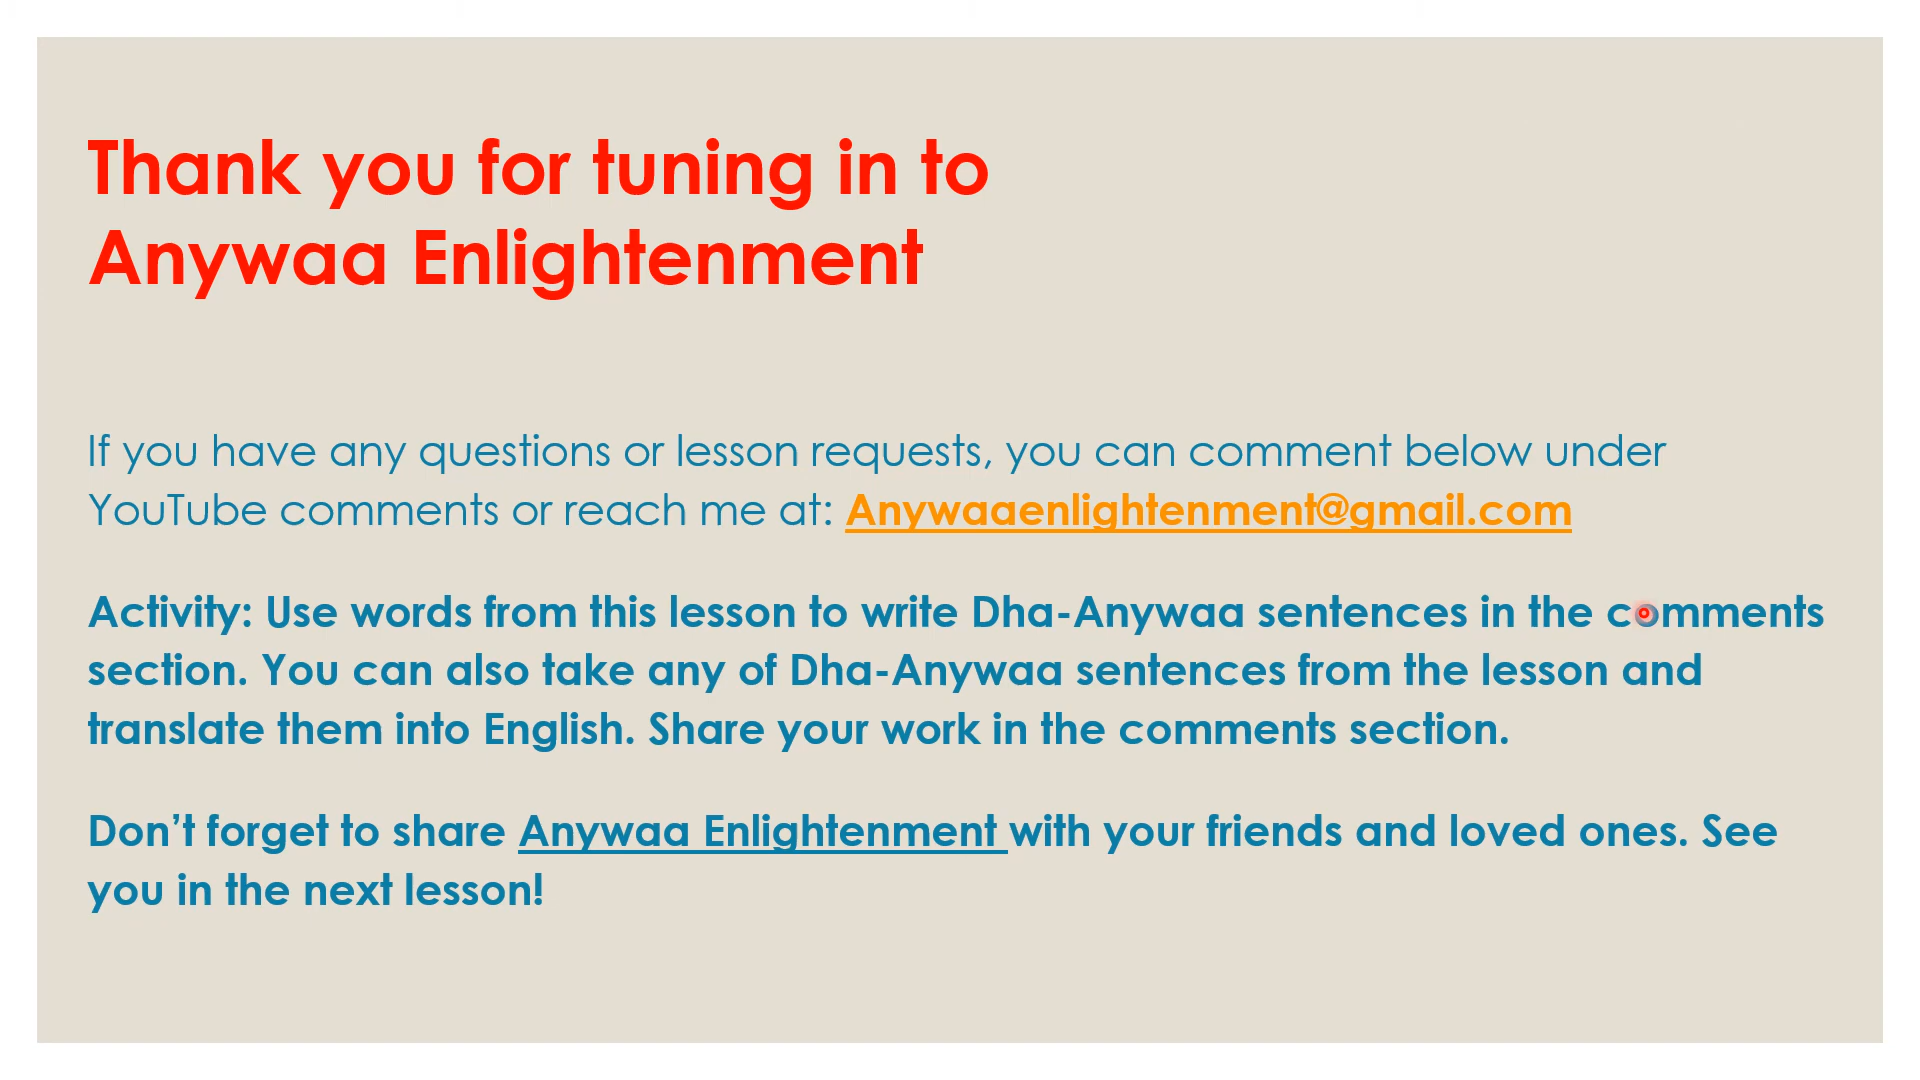 Thank you for tuning in to
Anywaa Enlightenment
If you have any questions or lesson requests, you can comment below under
YouTube comments or reach me at: Anywaaenlightenment@gmail.com
Activity: Use words from this lesson to write Dha-Anywaa sentences in the comments
section. You can also take any of Dha-Anywaa sentences from the lesson and
translate them into English. Share your work in the comments section.
Don’t forget to share Anywaa Enlightenment with your friends and loved ones. See
you in the next lesson!